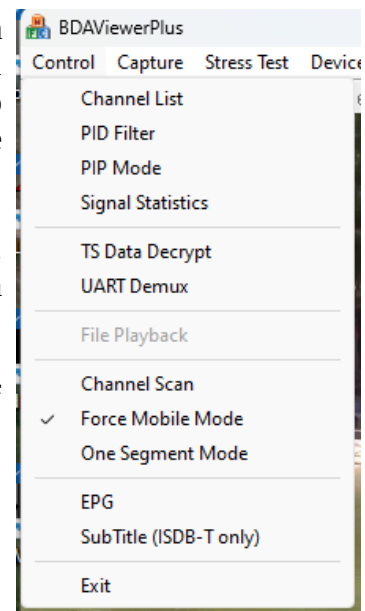 BDAViewerPlus
Control Capture Stress Test Device
Channel List
PID Filter
PIP Mode
Signal Statistics
TS Data Decrypt
UART Demux
File Playback
Channel Scan
Force Mobile Mode
One Segment Mode
EPG
SubTitle (ISDB-T only)
Exit